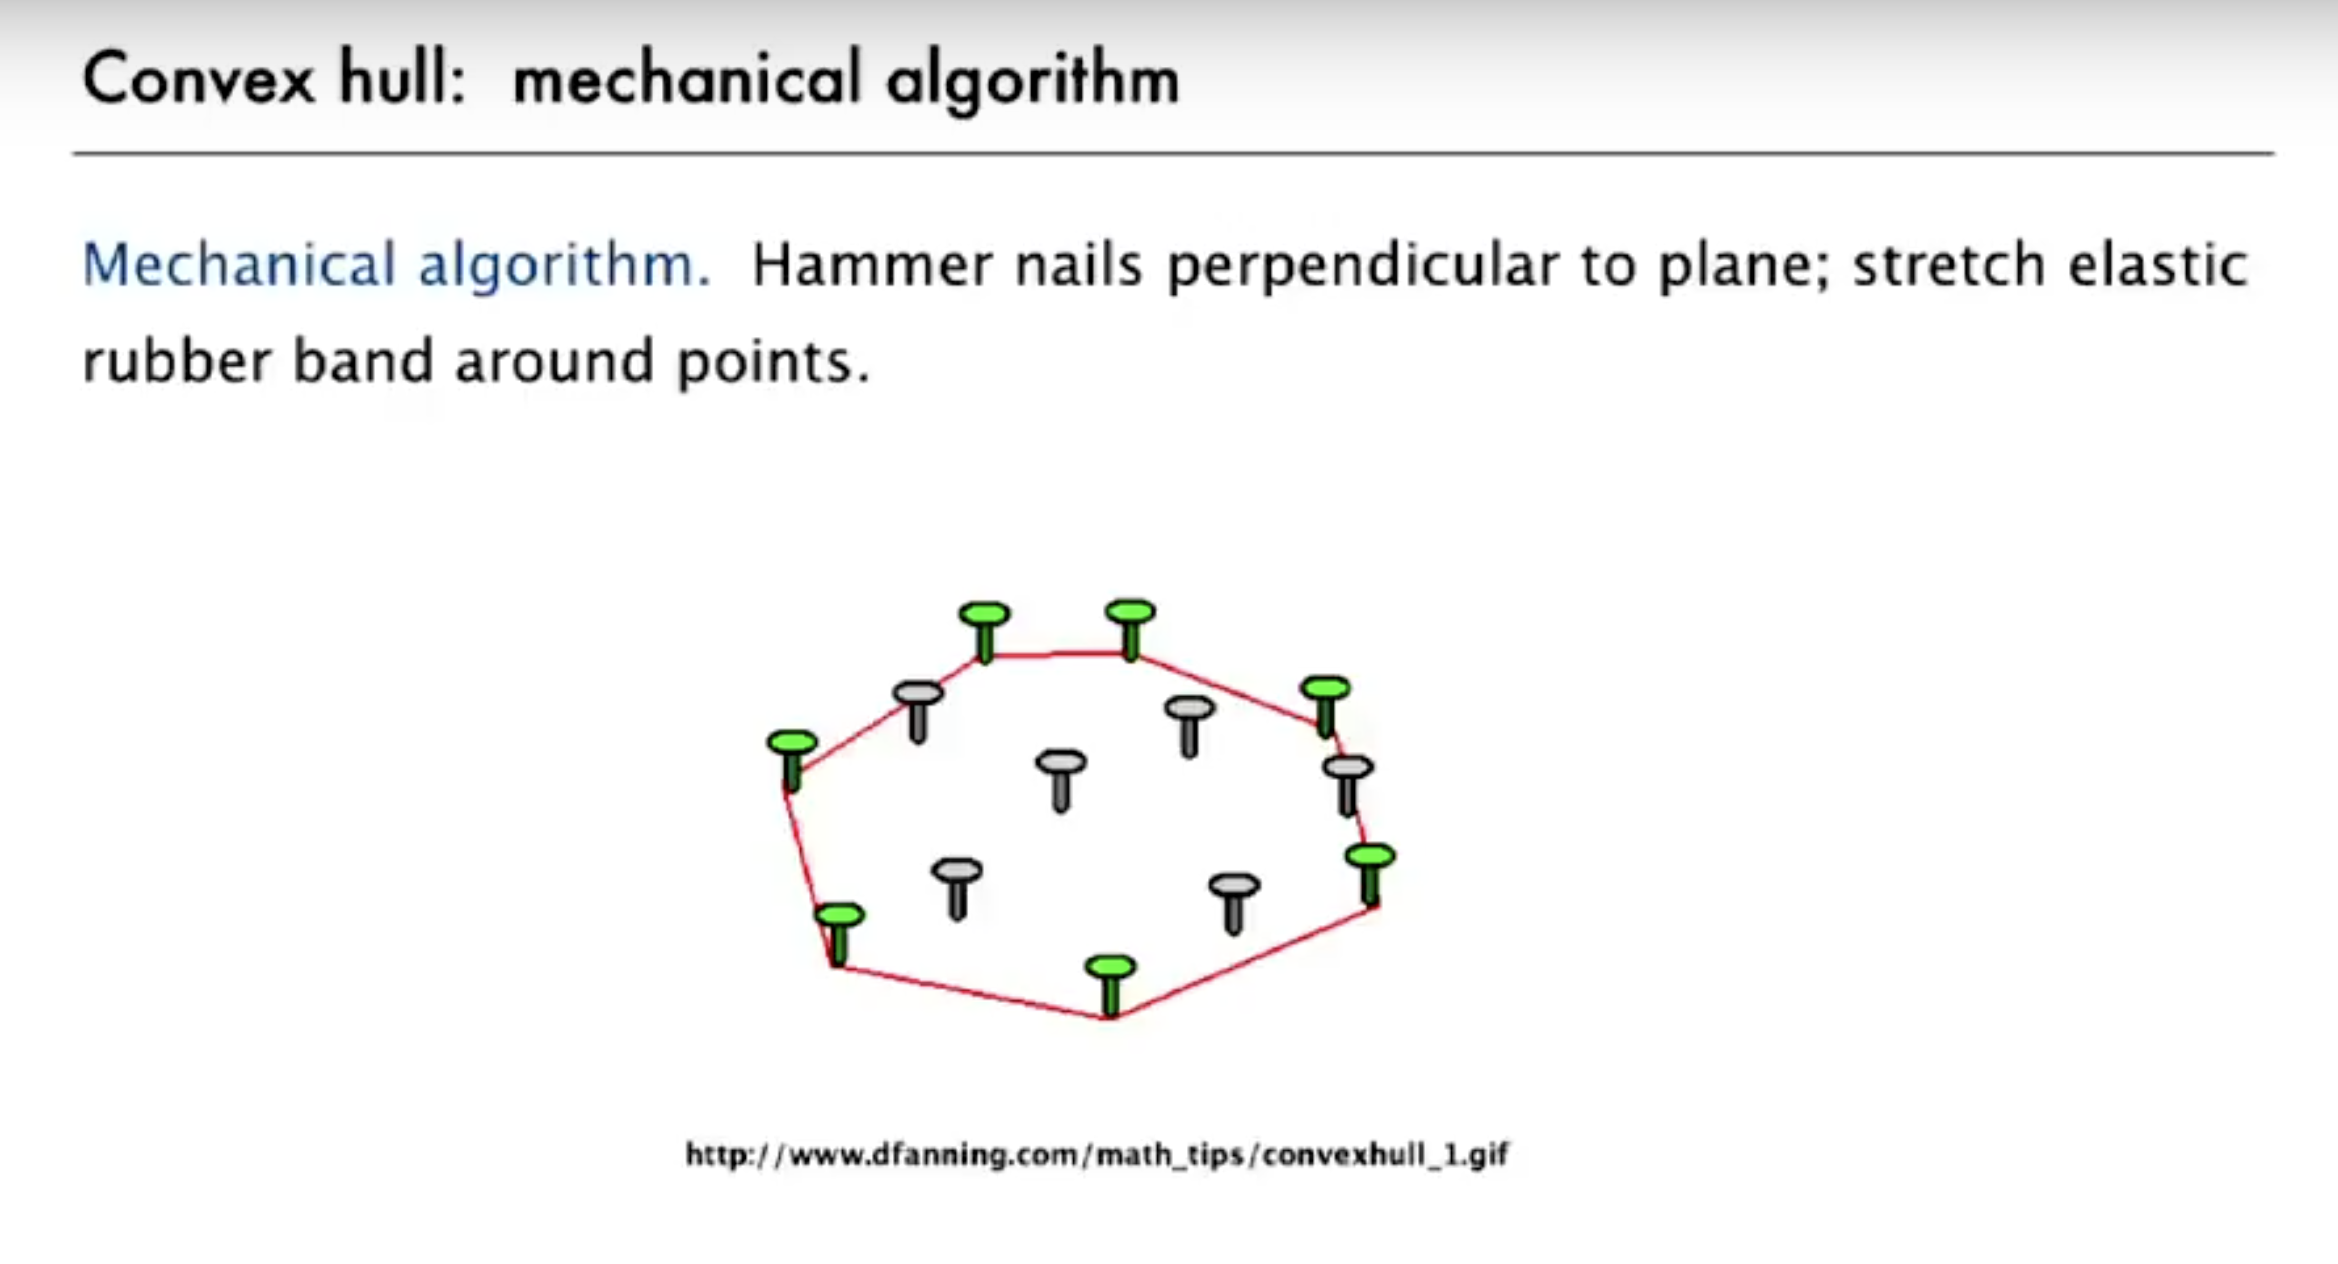 Convex hull: mechanical algorithm
Mechanical algorithm. Hammer nails perpendicular to plane; stretch elastic
rubber band around points.
http://www.dfanning.com/math_tips/convexhull_1.gif